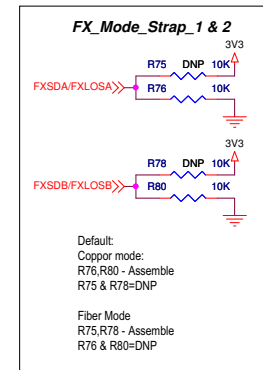 FX_Mode_Strap_1 & 2
3V3
R75 DNP 10K
FXSDA/FXLOSA
R76 10K
3V3
R78 DNP 10K
FXSDB/FXLOSB
R80 10K
Default:
Coppor mode:
R76,R80 - Assemble
R75 & R78=DNP
Fiber Mode
R75,R78 - Assemble
R76 & R80=DNP